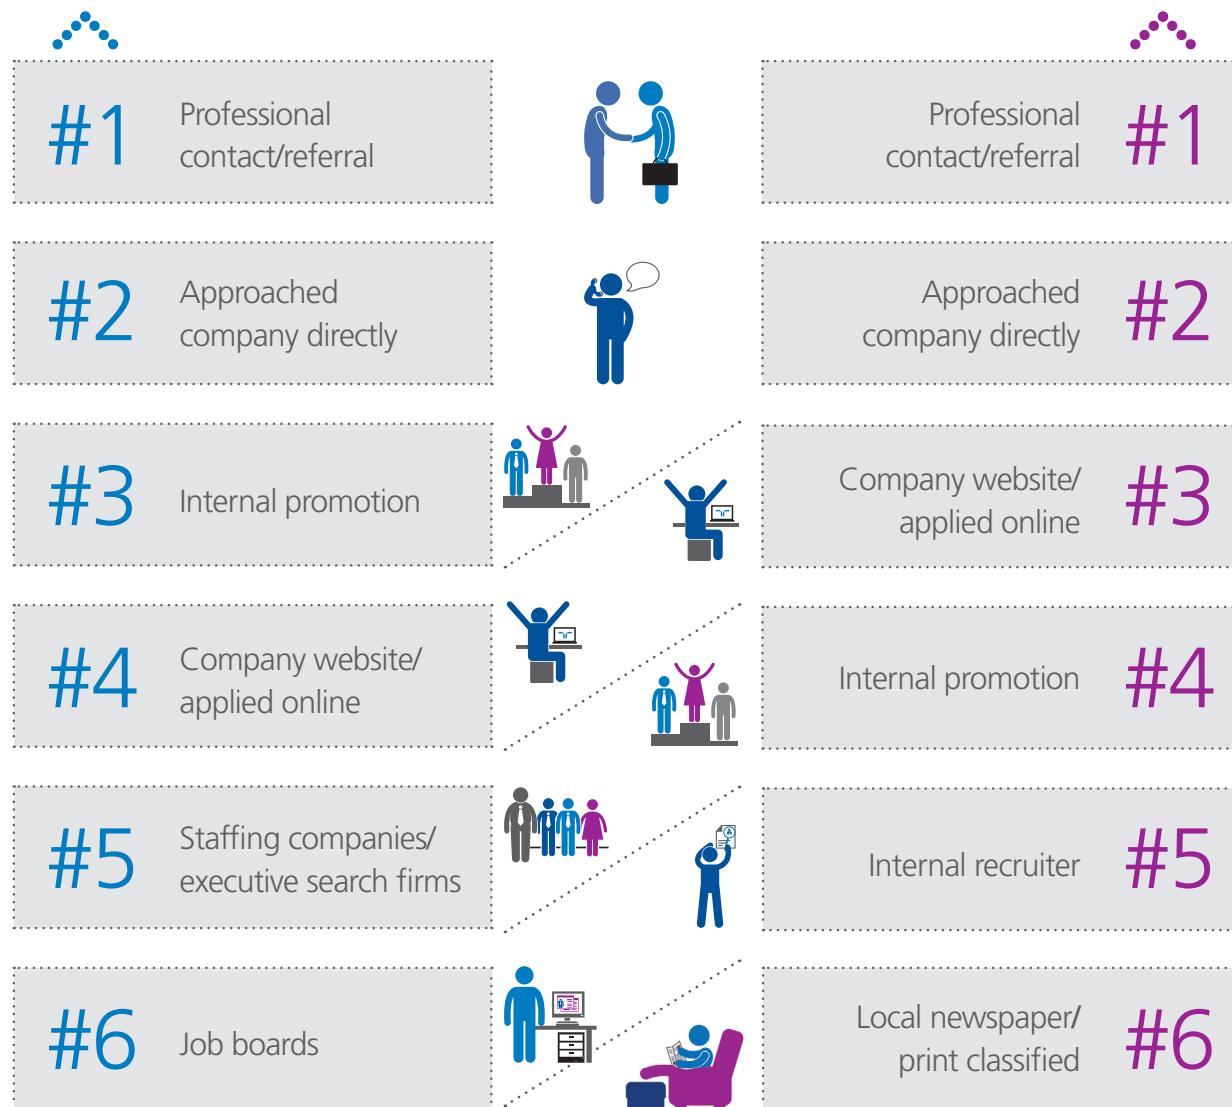 #1
Professional
contact/referral
Professional
contact/referral
#1
#2
Approached
company directly
Approached
company directly
#2
#3
Internal promotion
Company website/
applied online
#3
#4
Company website/
applied online
Internal promotion
#4
#5
Staffing companies/
executive search firms
Internal recruiter
#5
#6
Job boards
Local newspaper/
print classified
#6